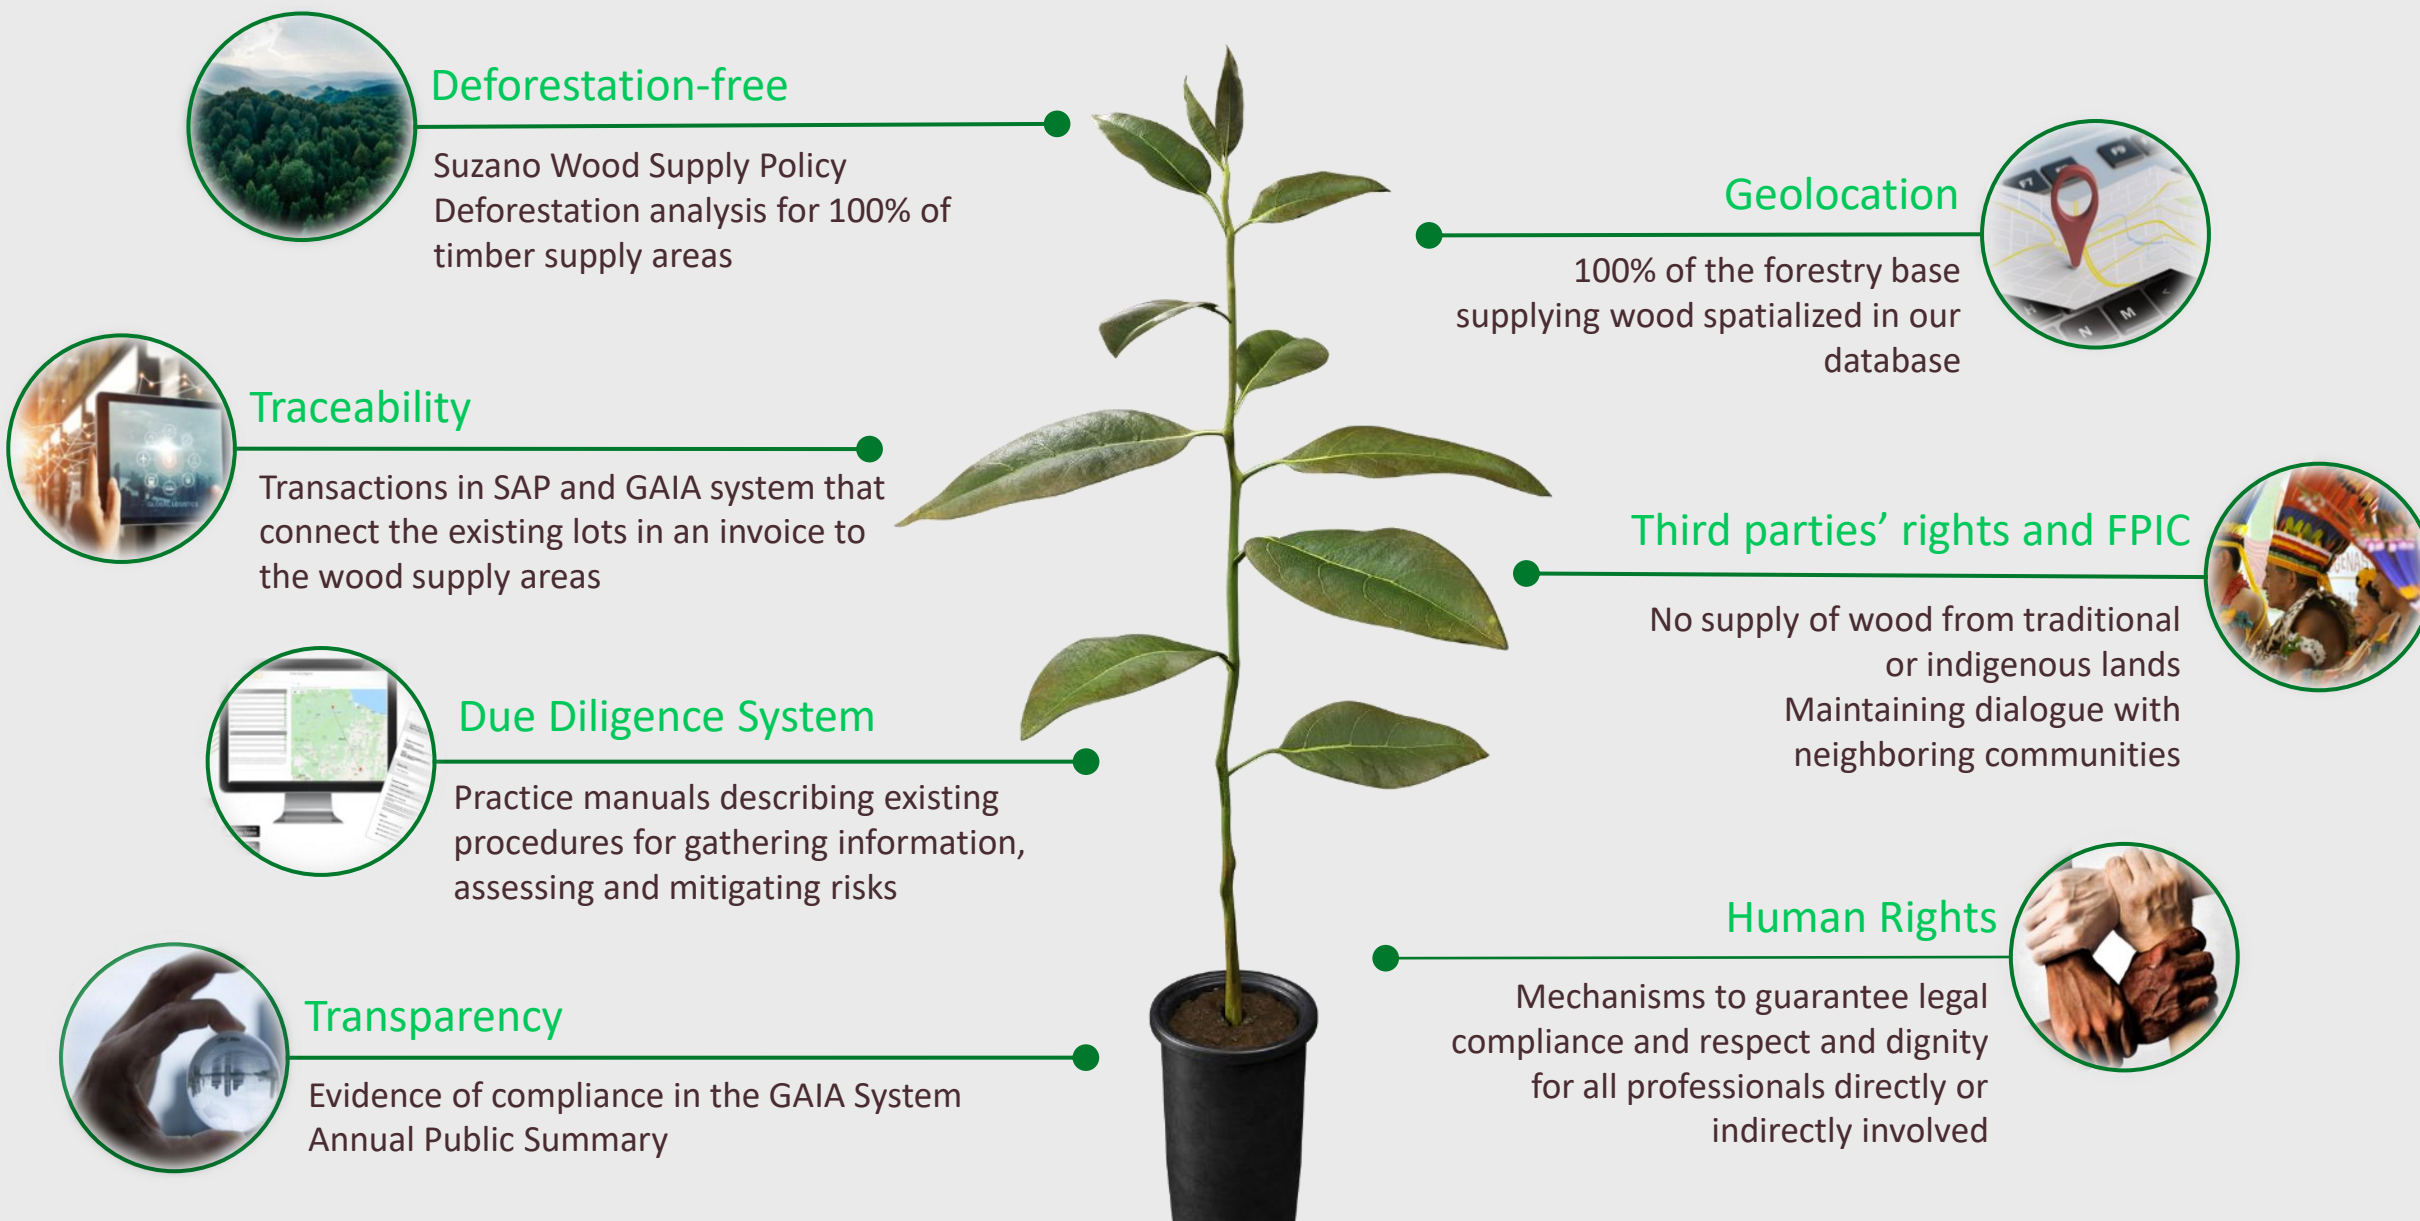 Deforestation-free
Suzano Wood Supply Policy
Deforestation analysis for 100% of
timber supply areas
Traceability
Transactions in SAP and GAIA system that
connect the existing lots in an invoice to
the wood supply areas
Due Diligence System
Practice manuals describing existing
procedures for gathering information,
assessing and mitigating risks
Transparency
Evidence of compliance in the GAIA System
Annual Public Summary
Geolocation
100% of the forestry base
supplying wood spatialized in our
database
Third parties’ rights and FPIC
No supply of wood from traditional
or indigenous lands
Maintaining dialogue with
neighboring communities
Human Rights
Mechanisms to guarantee legal
compliance and respect and dignity
for all professionals directly or
indirectly involved